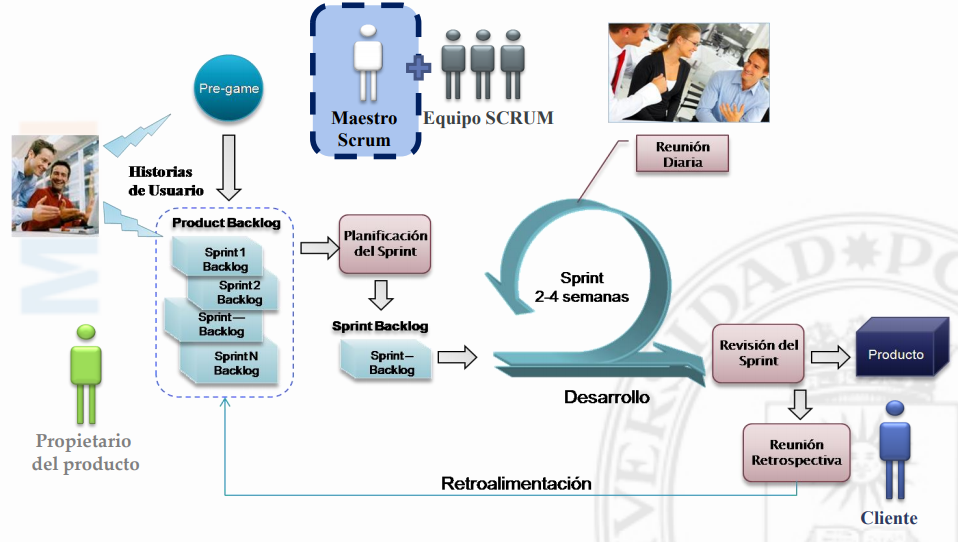 Pre-game
Maestro
Scrum
Equipo SCRUM
Reunión
Diaria
Historias
de Usuario
Product Backlog
Sprint 1
Backlog
Sprint 2
Backlog
Sprint—
Backlog
Sprint N
Backlog
Planificación
del Sprint
Sprint Backlog
Sprint–
Backlog
Sprint
2-4 semanas
Desarrollo
Revisión del
Sprint
Producto
Reunión
Retrospectiva
Propietario
del producto
Retroalimentación
Cliente